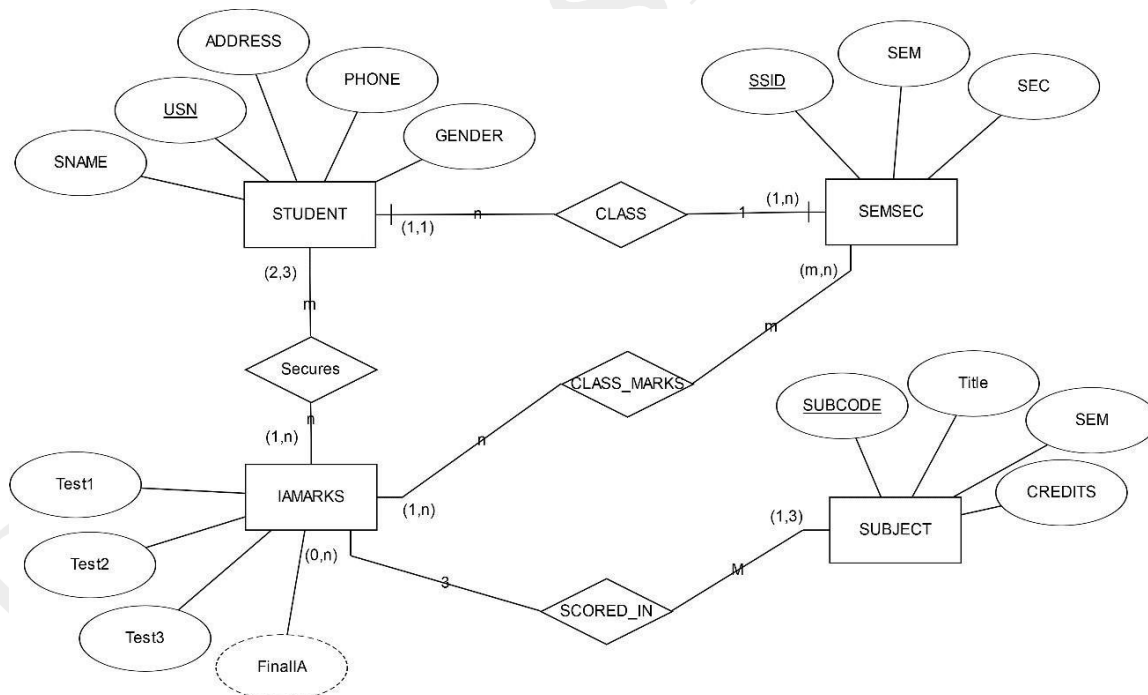 ADDRESS
SEM
PHONE
SSID
USN
SEC
GENDER
SNAME
STUDENT
(1,1)
n
CLASS
1
(1,n)
SEMSEC
(2,3)
(m,n)
m
m
Secures
CLASS_MARKS
n
SUBCODE
Title
SEM
(1,n)
n
Test1
IAMARKS
(1,n)
CREDITS
(1,3)
SUBJECT
Test2
(0,n)
3
M
SCORED_IN
Test3
FinalIA